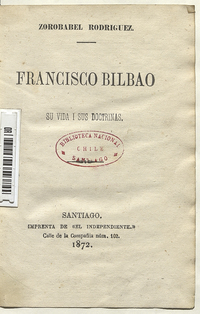 ZOROBABEL RODRIGUEZ.
FRANCISCO BILBAO
SU VIDA I SUS DOCTRINAS.
BIBLIOTECA NACIONAL
CHILE
SANTIAGO
SANTIAGO,
IMPRENTA DE «EL INDEPENDIENTE.»
Calle de la Compañía núm. 102.
1872.